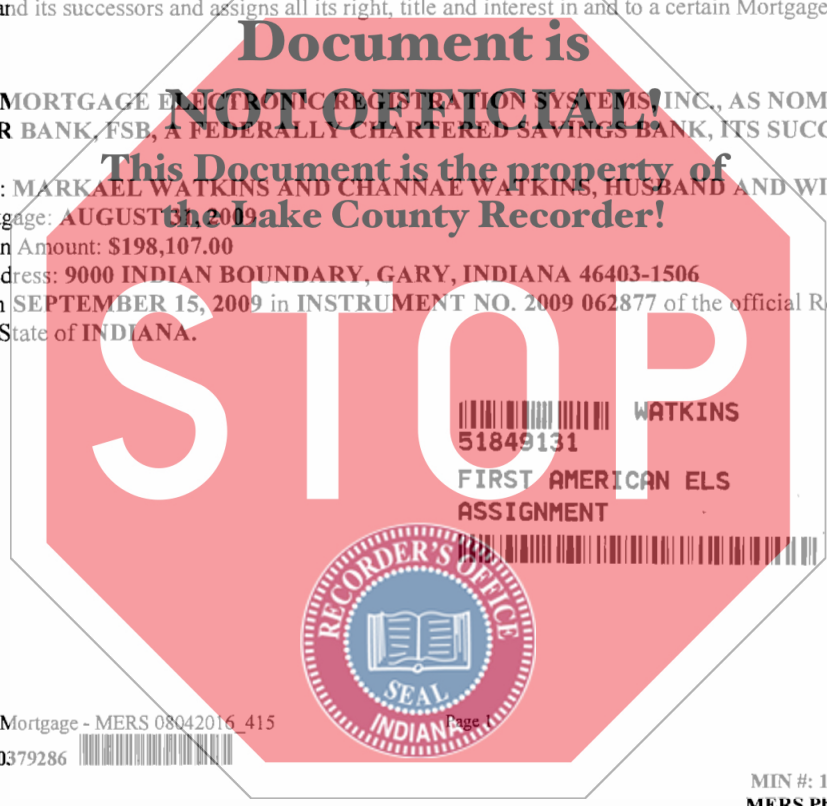 and its successors and assigns all its right, title and interest in and to a certain Mortgage
Document is
MORTGAGE ELECTRONIC REGISTRATION SYSTEMS, INC., AS NOM
NOT OFFICIAL!
R BANK, FSB, A FEDERALLY CHARTERED SAVINGS BANK, ITS SUCC
This Document is the property of
: MARKAEL WATKINS AND CHANNAE WATKINS, HUSBAND AND WI
gage: AUGUST 31, 2009
the Lake County Recorder!
n Amount: $198,107.00
dress: 9000 INDIAN BOUNDARY, GARY, INDIANA 46403-1506
n SEPTEMBER 15, 2009 in INSTRUMENT NO. 2009 062877 of the official R
State of INDIANA.
STOP
WATKINS
51849131
FIRST AMERICAN ELS
ASSIGNMENT
RECORDER'S OFFICE
SEAL
INDIANA
Mortgage - MERS 08042016_415 Page 1
0379286
MIN #: 1
MERS P